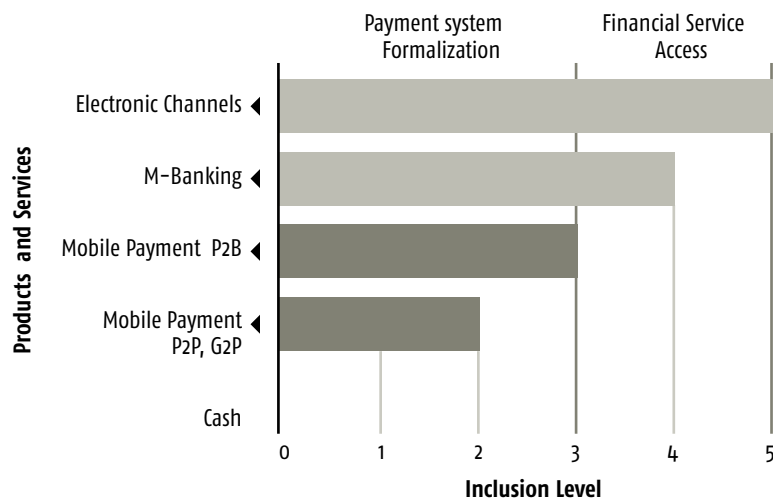 Payment system
Formalization
Financial Service
Access
Products and Services
Electronic Channels
M-Banking
Mobile Payment P2B
Mobile Payment
P2P, G2P
Cash
0 1 2 3 4 5
Inclusion Level